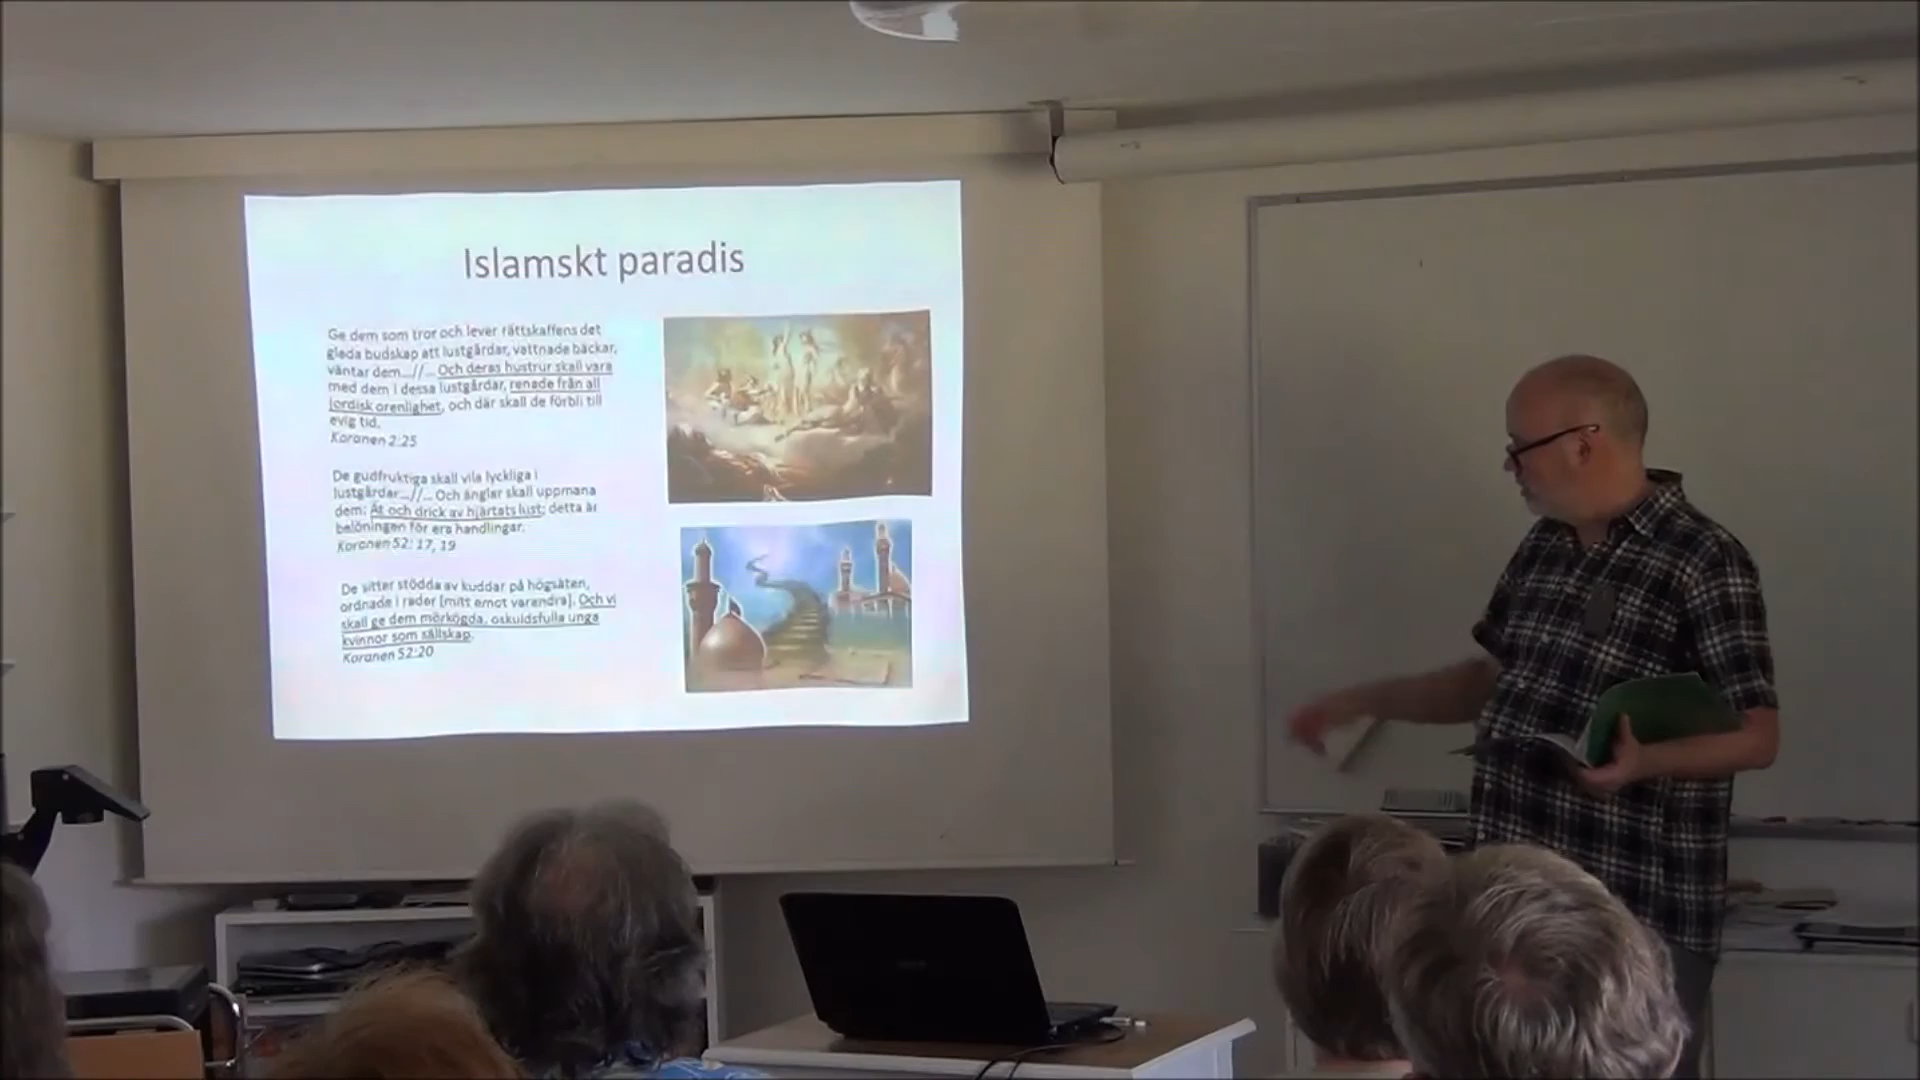 Islamskt paradis
Ge dem som tror och lever rättskaffens det
glada budskap att lustgårdar, vattnade bäckar,
väntar dem...//... Och deras hustrur skall vara
med dem i dessa lustgårdar, renade från all
jordisk orenlighet, och där skall de förbli till
evig tid.
Koranen 2:25
De gudfruktiga skall vila lyckliga i
lustgårdar...//... Och änglar skall uppmana
dem: Ät och drick av hjärtats lust; detta är
belöningen för era handlingar.
Koranen 52: 17, 19
De sitter stödda av kuddar på högsäten,
ordnade i rader [mitt emot varandra]. Och vi
skall ge dem mörkögda, oskuldsfulla unga
kvinnor som sällskap.
Koranen 52:20